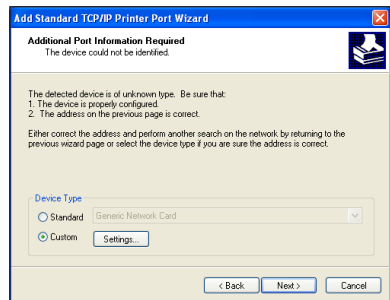 Add Standard TCP/IP Printer Port Wizard
Additional Port Information Required
The device could not be identified.
The detected device is of unknown type. Be sure that:
1. The device is properly configured.
2. The address on the previous page is correct.
Either correct the address and perform another search on the network by returning to the
previous wizard page or select the device type if you are sure the address is correct.
Device Type
Standard Generic Network Card
Custom Settings...
< Back Next > Cancel